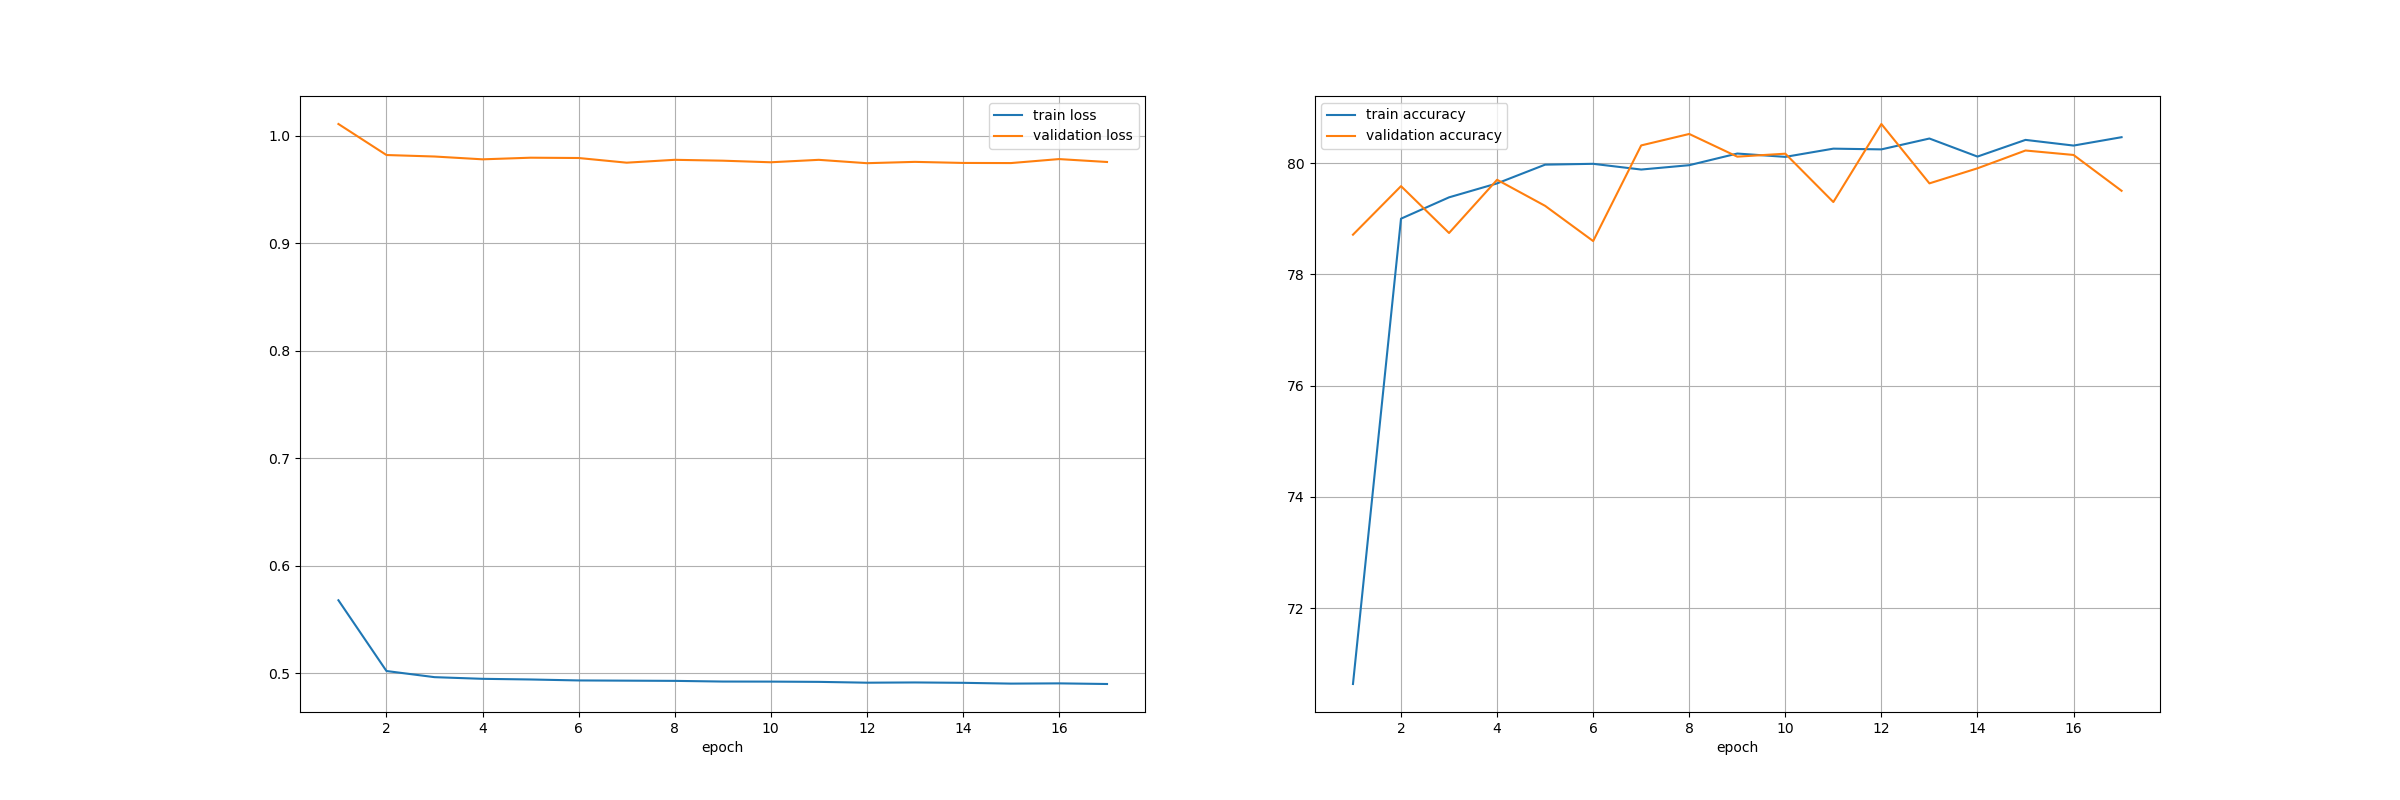 train loss
validation loss
1.0
0.9
0.8
0.7
0.6
0.5
2 4 6 8 10 12 14 16
epoch
train accuracy
validation accuracy
80
78
76
74
72
2 4 6 8 10 12 14 16
epoch